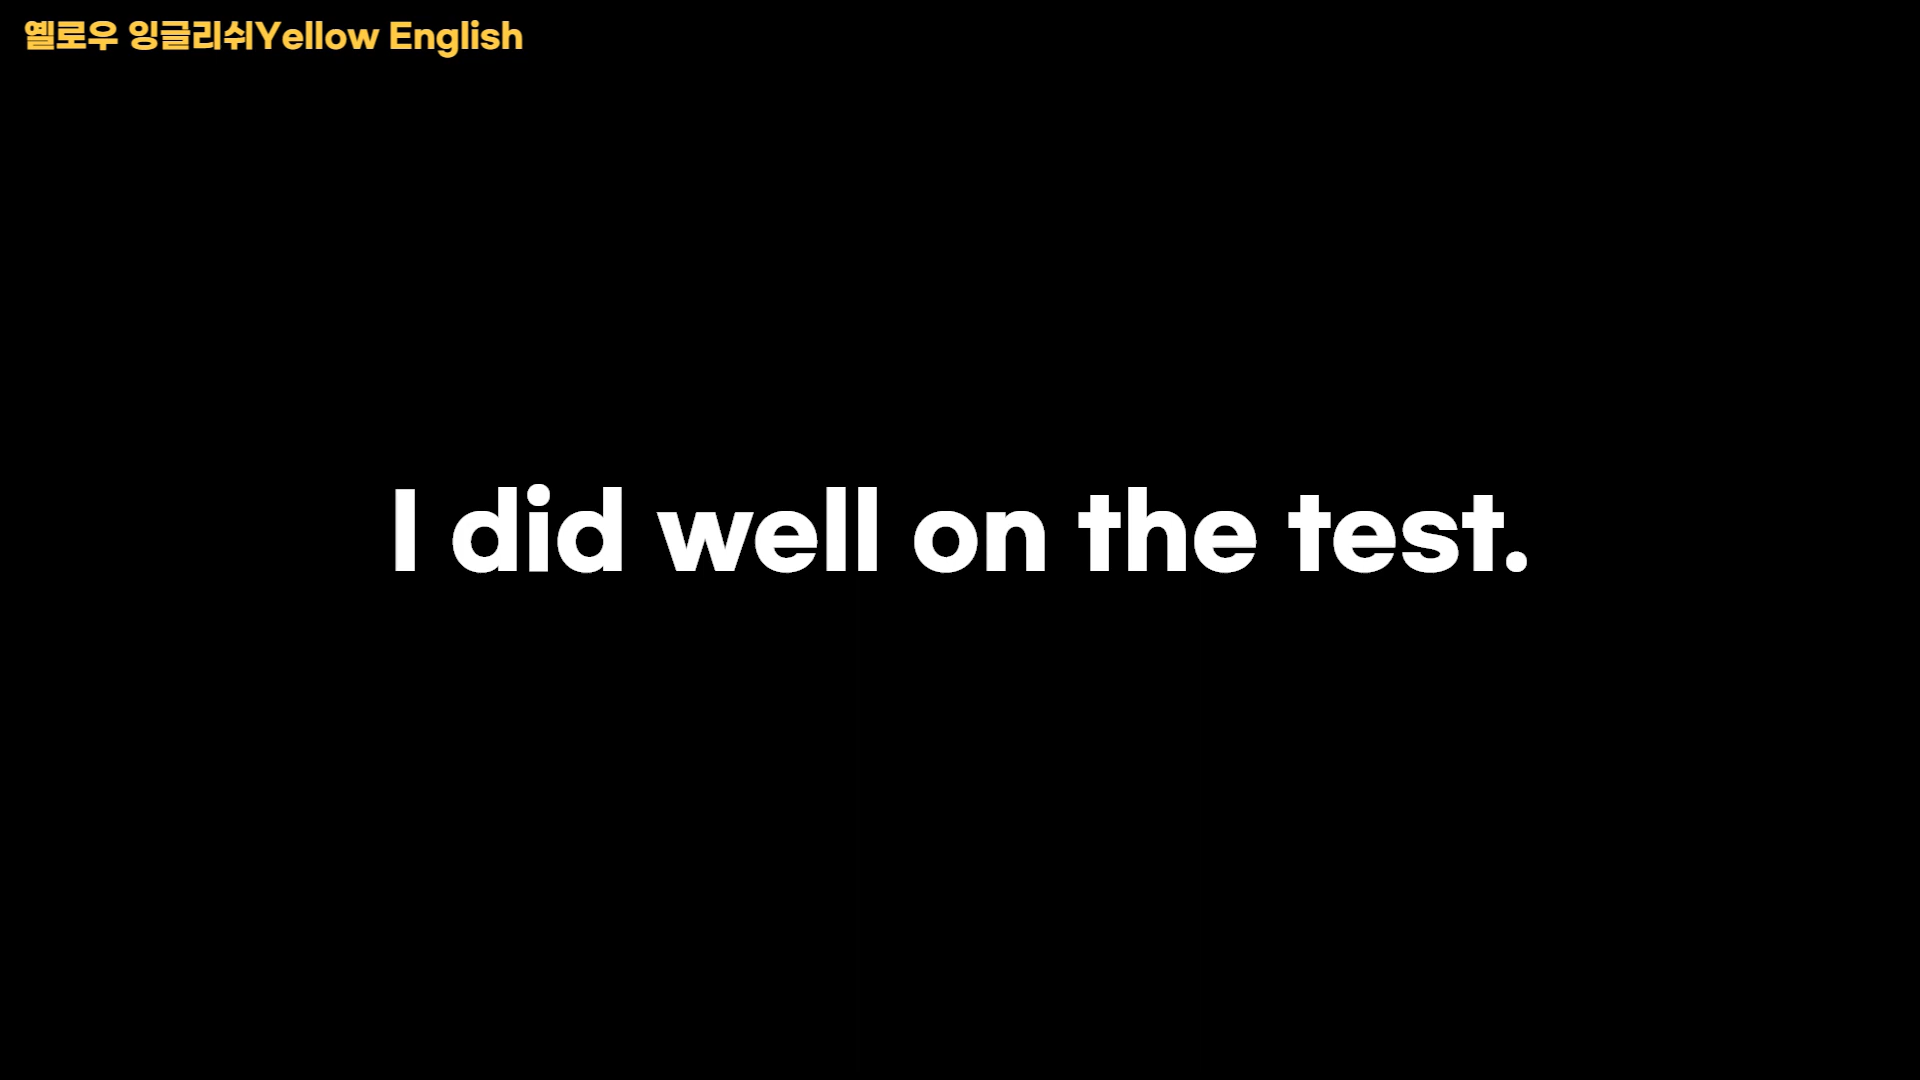 옐로우 잉글리쉬Yellow English
I did well on the test.